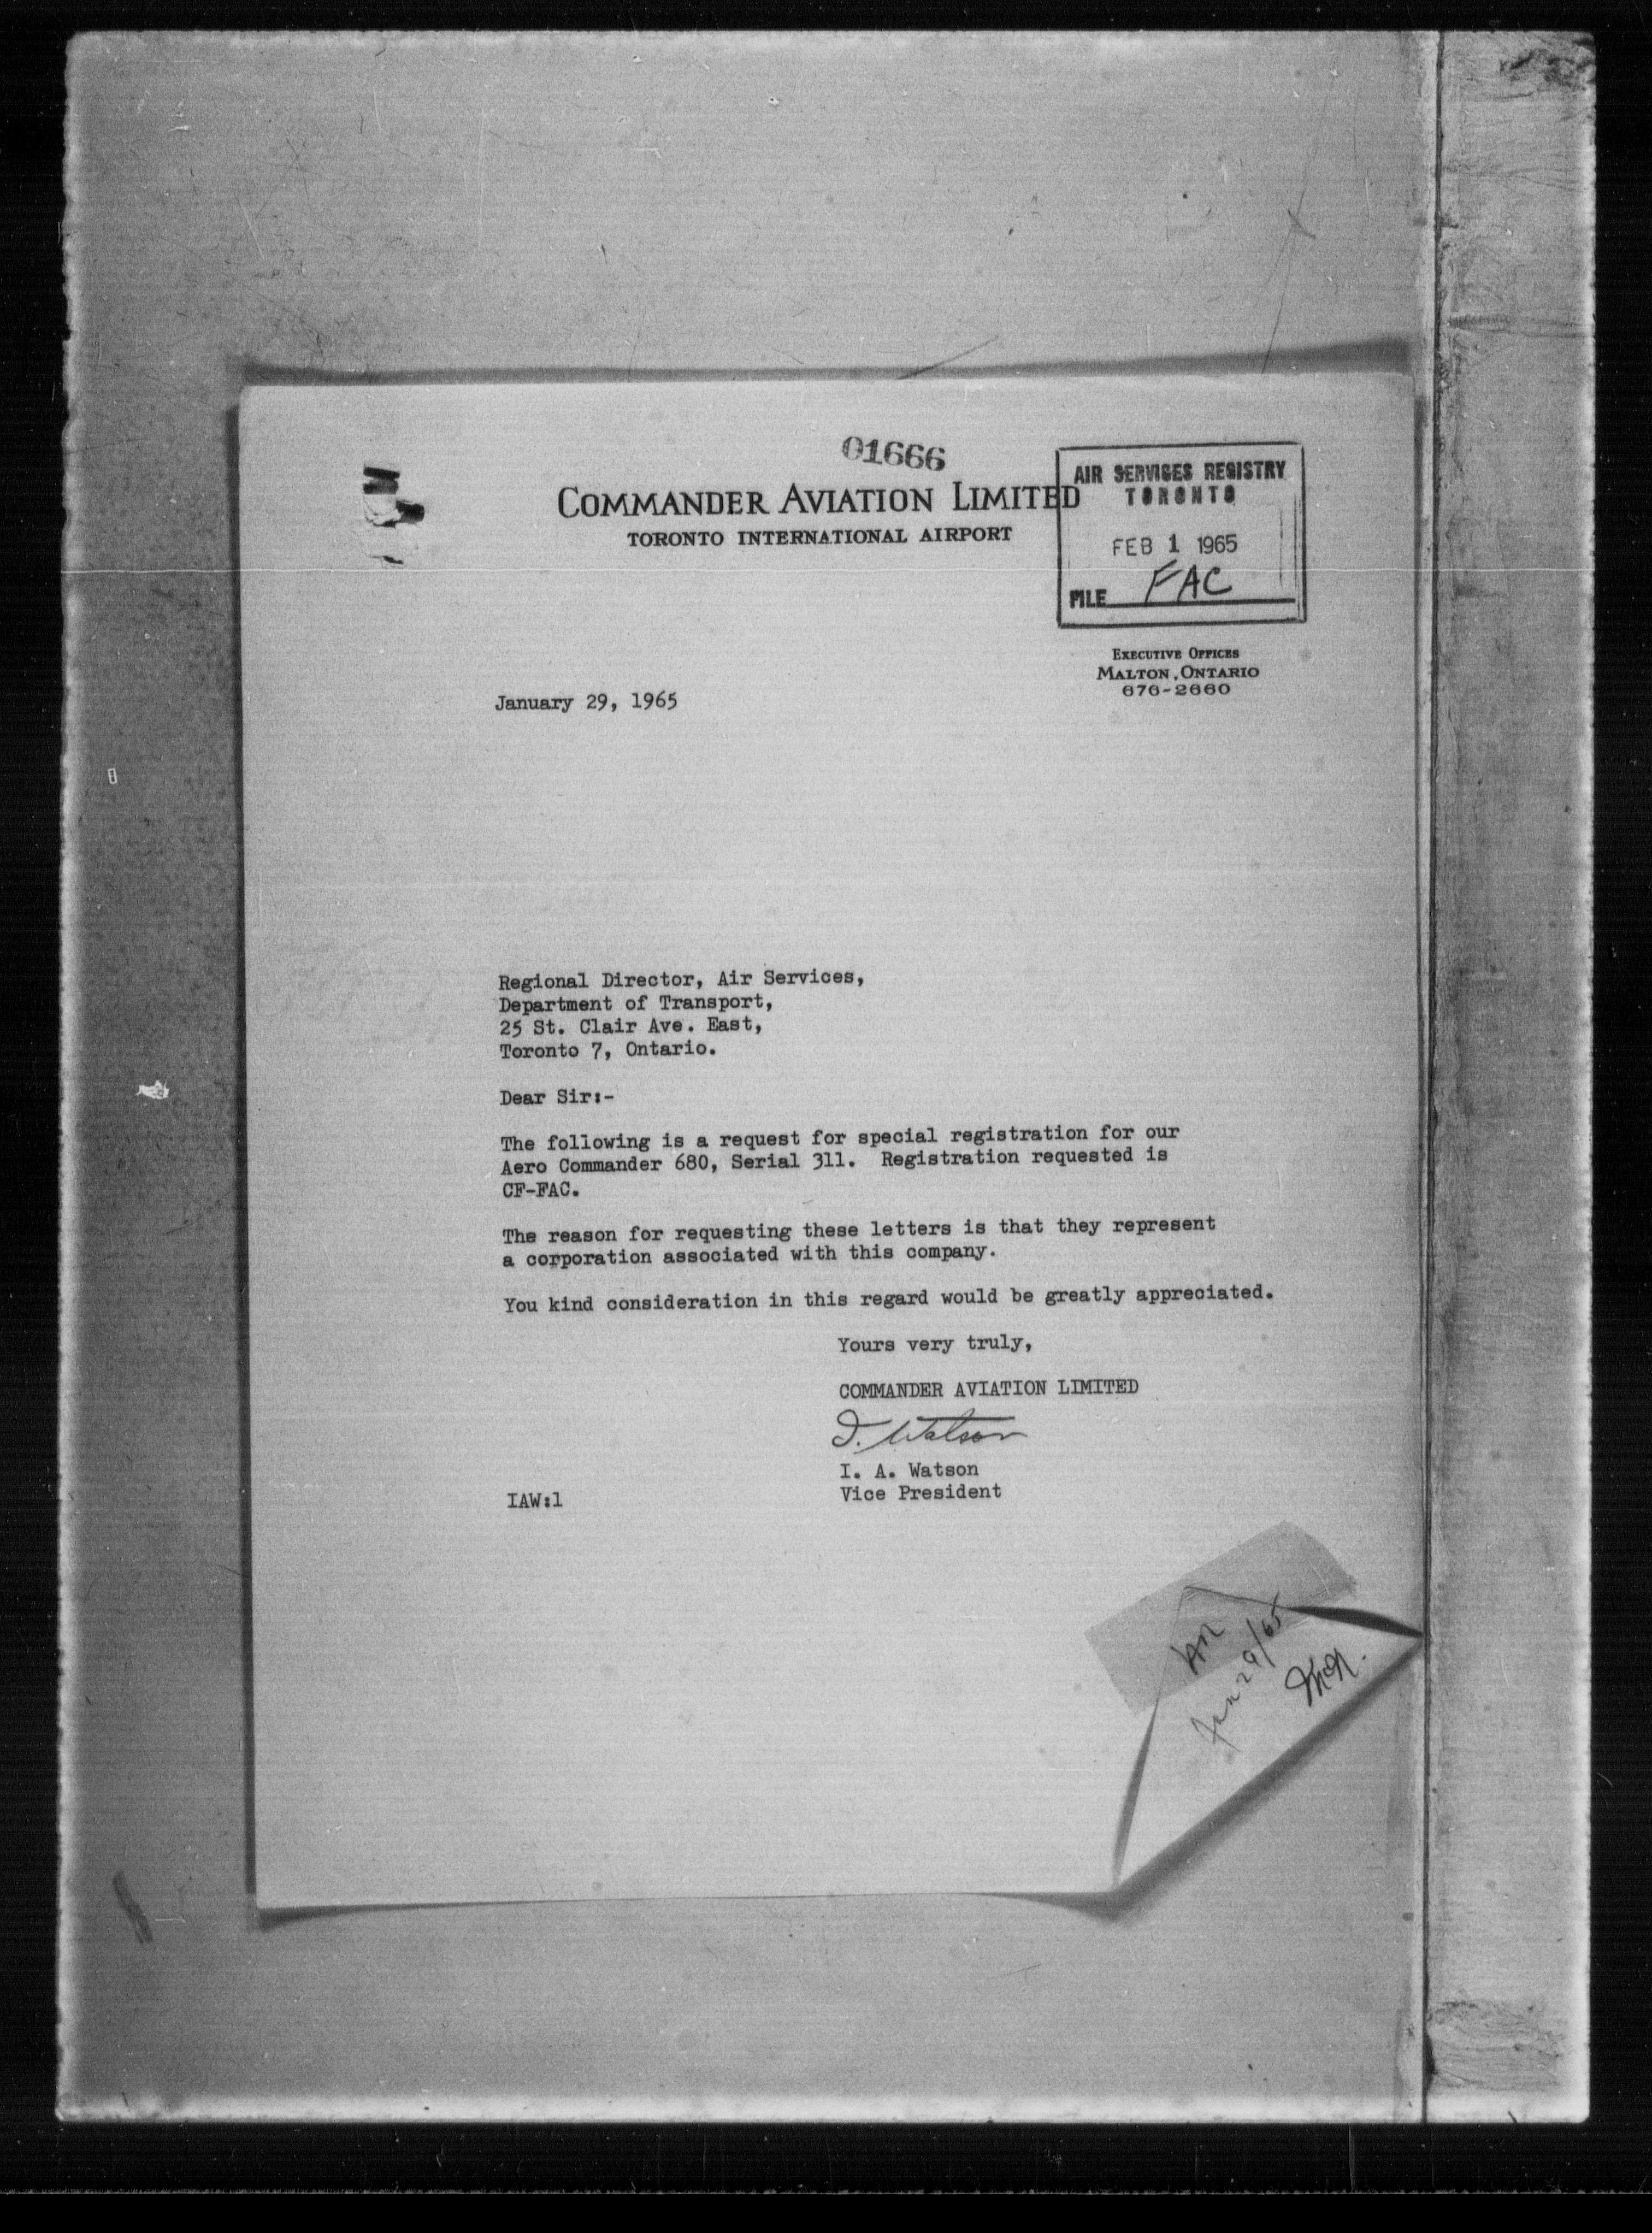 01666
COMMANDER AVIATION LIMITED
TORONTO INTERNATIONAL AIRPORT
AIR SERVICES REGISTRY
TORONTO
FEB 1 1965
FILE FAC
EXECUTIVE OFFICES
MALTON, ONTARIO
676-2660
January 29, 1965
Regional Director, Air Services,
Department of Transport,
25 St. Clair Ave. East,
Toronto 7, Ontario.
Dear Sir:-
The following is a request for special registration for our
Aero Commander 680, Serial 311. Registration requested is
CF-FAC.
The reason for requesting these letters is that they represent
a corporation associated with this company.
You kind consideration in this regard would be greatly appreciated.
Yours very truly,
COMMANDER AVIATION LIMITED
I. Watson
I. A. Watson
Vice President
IAW:l
Jan 29/65